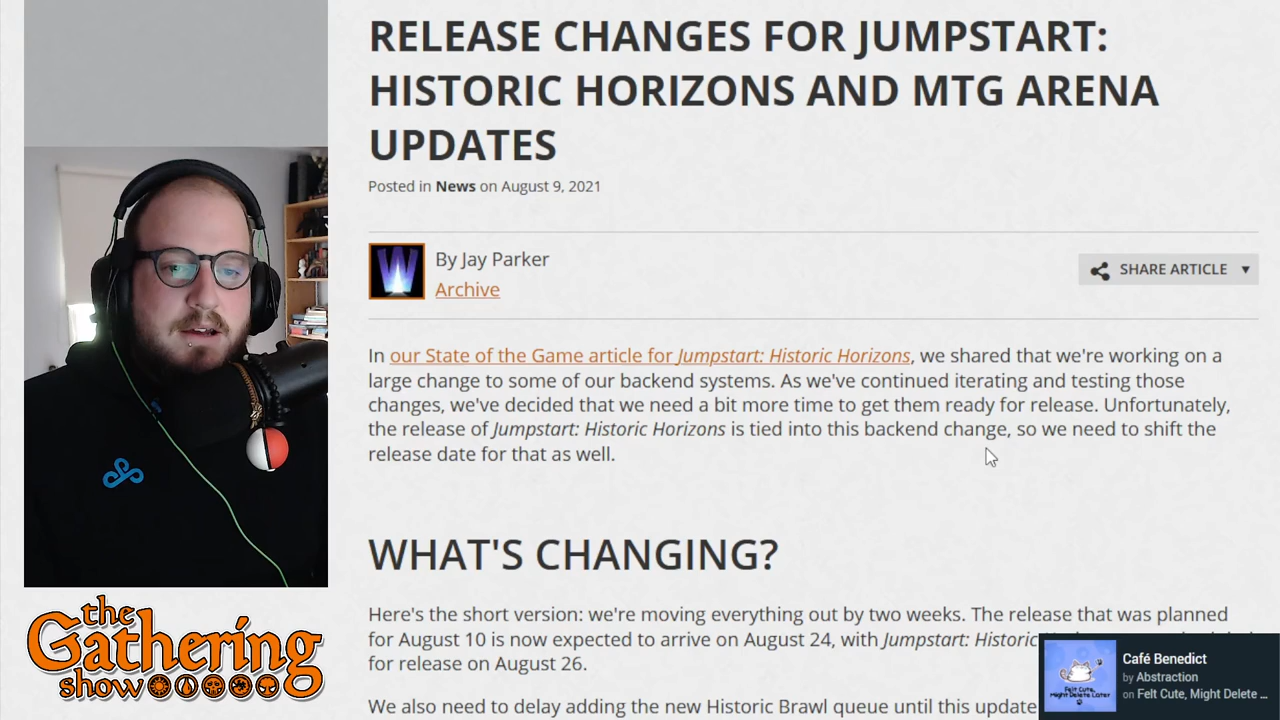 RELEASE CHANGES FOR JUMPSTART:
HISTORIC HORIZONS AND MTG ARENA
UPDATES
Posted in News on August 9, 2021
By Jay Parker
Archive
SHARE ARTICLE
In our State of the Game article for Jumpstart: Historic Horizons, we shared that we're working on a
large change to some of our backend systems. As we've continued iterating and testing those
changes, we've decided that we need a bit more time to get them ready for release. Unfortunately,
the release of Jumpstart: Historic Horizons is tied into this backend change, so we need to shift the
release date for that as well.
WHAT'S CHANGING?
Here's the short version: we're moving everything out by two weeks. The release that was planned
for August 10 is now expected to arrive on August 24, with Jumpstart: Historic
for release on August 26.
We also need to delay adding the new Historic Brawl queue until this update
the
Gathering
show
Felt Cute,
Might Delete Later
Café Benedict
by Abstraction
on Felt Cute, Might Delete ...